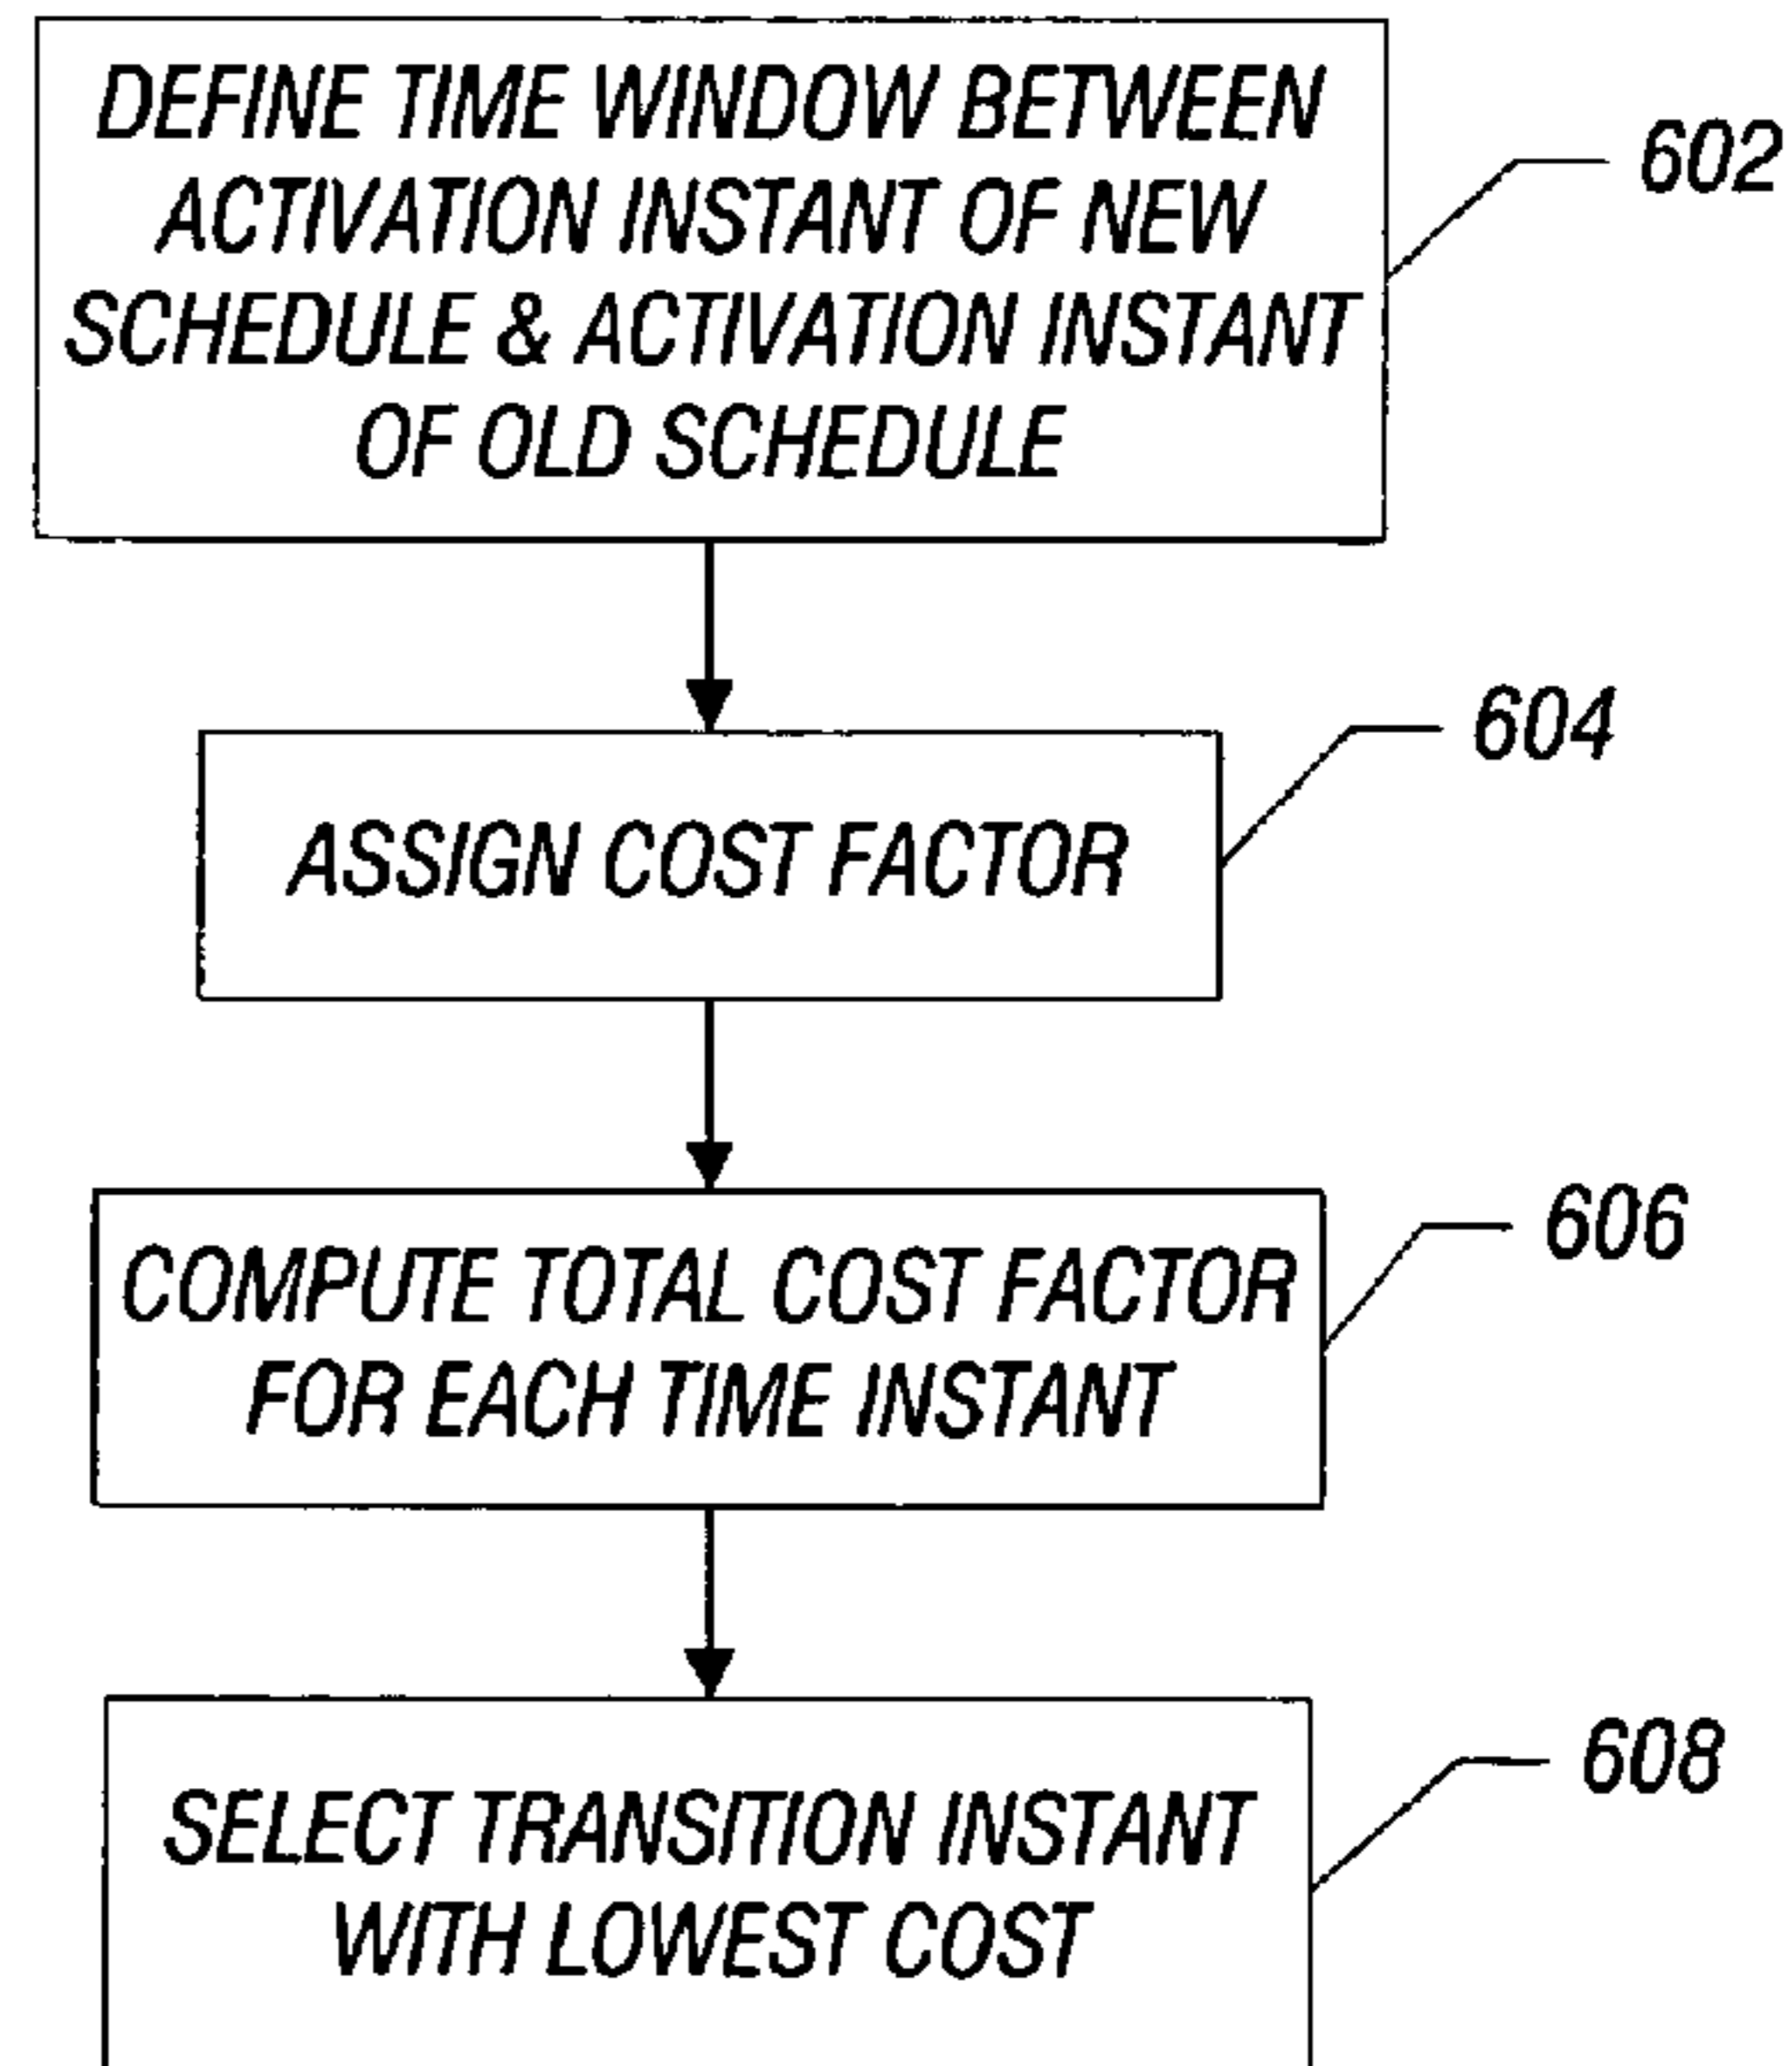 DEFINE TIME WINDOW BETWEEN
ACTIVATION INSTANT OF NEW
SCHEDULE & ACTIVATION INSTANT
OF OLD SCHEDULE
602
ASSIGN COST FACTOR
604
COMPUTE TOTAL COST FACTOR
FOR EACH TIME INSTANT
606
SELECT TRANSITION INSTANT
WITH LOWEST COST
608